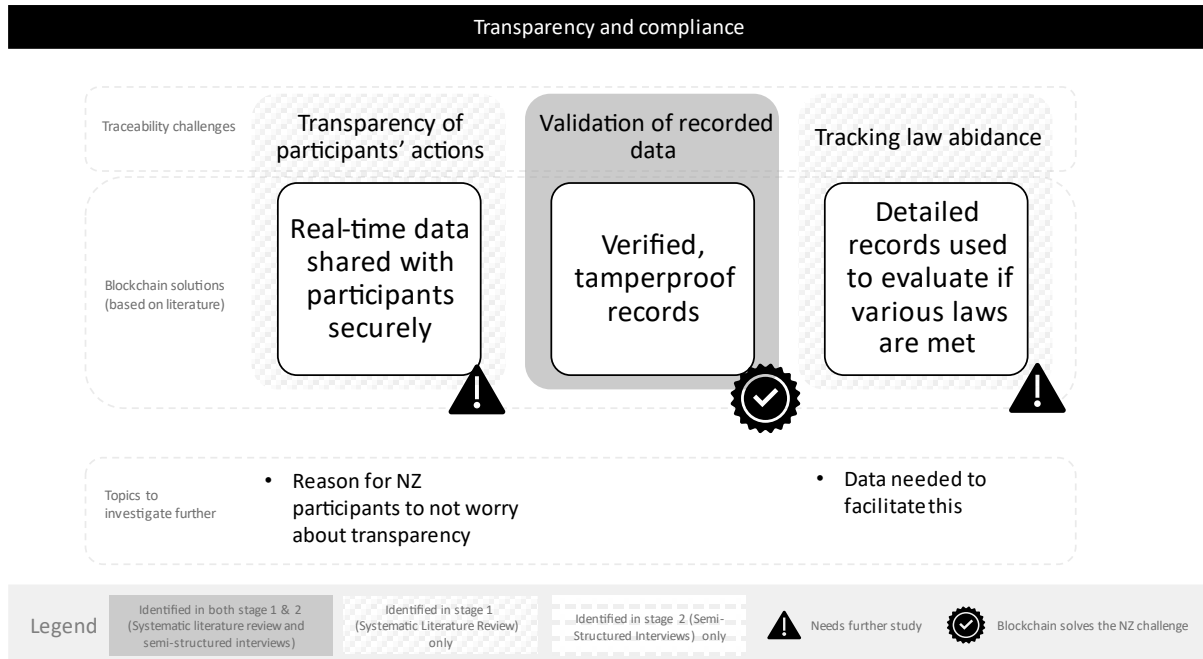 Transparency and compliance
Traceability challenges
Transparency of
participants’ actions
Validation of recorded
data
Tracking law abidance
Blockchain solutions
(based on literature)
Real-time data
shared with
participants
securely
Verified,
tamperproof
records
Detailed
records used
to evaluate if
various laws
are met
Topics to
investigate further
• Reason for NZ
participants to not worry
about transparency
• Data needed to
facilitate this
Legend
Identified in both stage 1 & 2
(Systematic literature review and
semi-structured interviews)
Identified in stage 1
(Systematic Literature Review)
only
Identified in stage 2 (Semi-
Structured Interviews) only
Needs further study
Blockchain solves the NZ challenge